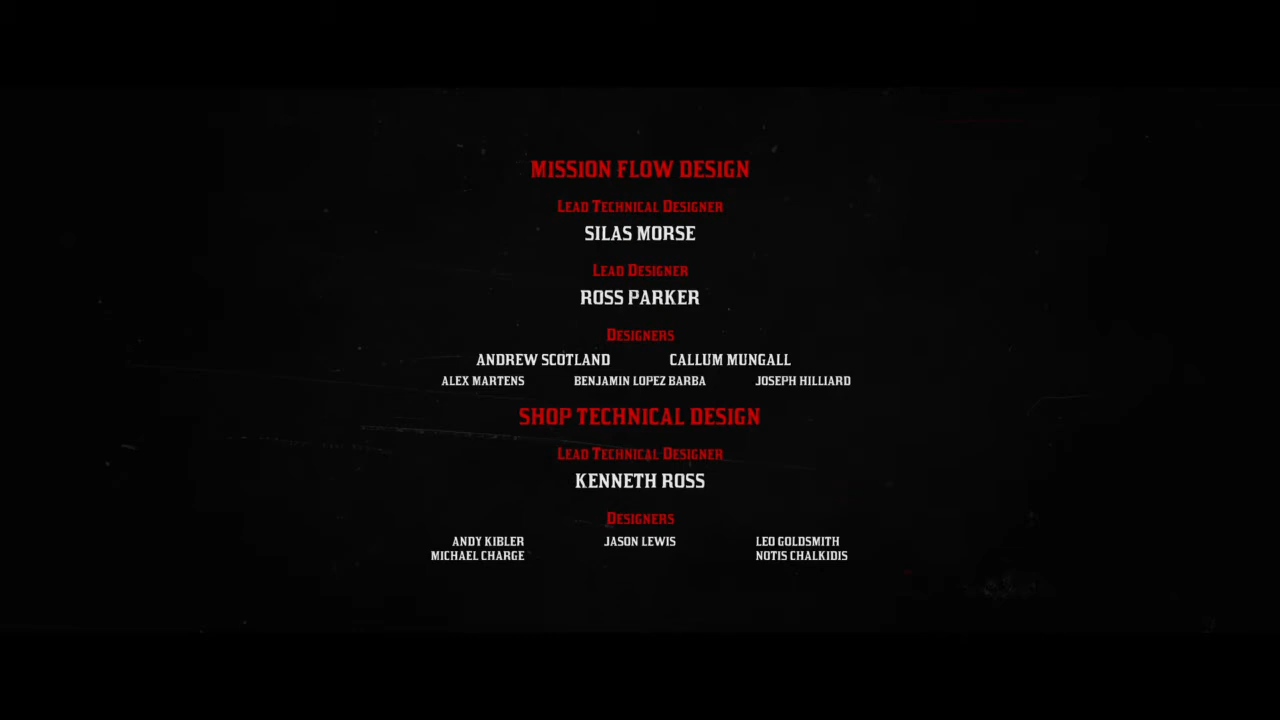 MISSION FLOW DESIGN
LEAD TECHNICAL DESIGNER
SILAS MORSE
LEAD DESIGNER
ROSS PARKER
DESIGNERS
ANDREW SCOTLAND CALLUM MUNGALL
ALEX MARTENS BENJAMIN LOPEZ BARBA JOSEPH HILLIARD
SHOP TECHNICAL DESIGN
LEAD TECHNICAL DESIGNER
KENNETH ROSS
DESIGNERS
ANDY KIBLER JASON LEWIS LEO GOLDSMITH
MICHAEL CHARGE NOTIS CHALKIDIS